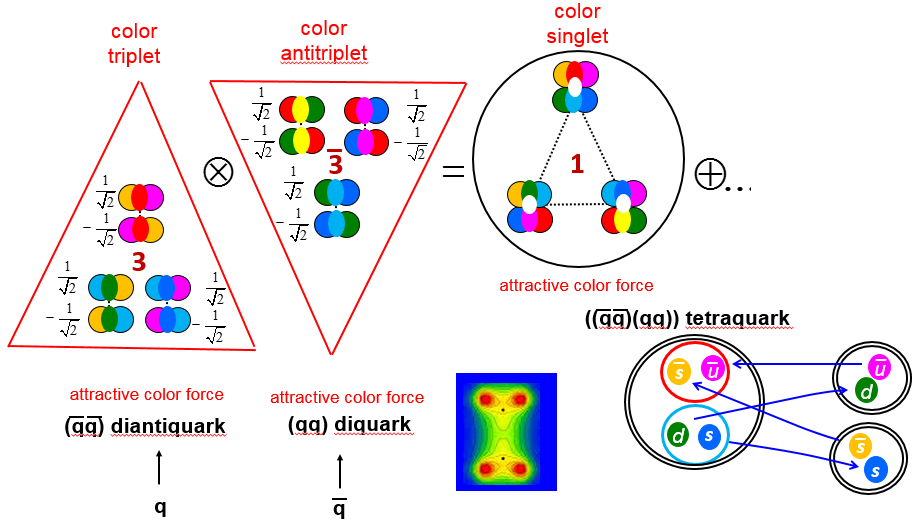 color
triplet
color
antitriplet
color
singlet
1/√2
1/√2
− 1/√2
− 1/√2
3̅
1/√2
− 1/√2
1/√2
− 1/√2
3
1/√2
1/√2
− 1/√2
− 1/√2
⊗
=
1
⊕...
attractive color force
attractive color force
attractive color force
(q̅q̅) diantiquark
(qq) diquark
q
q̅
((q̅q̅)(qq)) tetraquark
s̅ u̅
d s
u̅
d
s̅
s